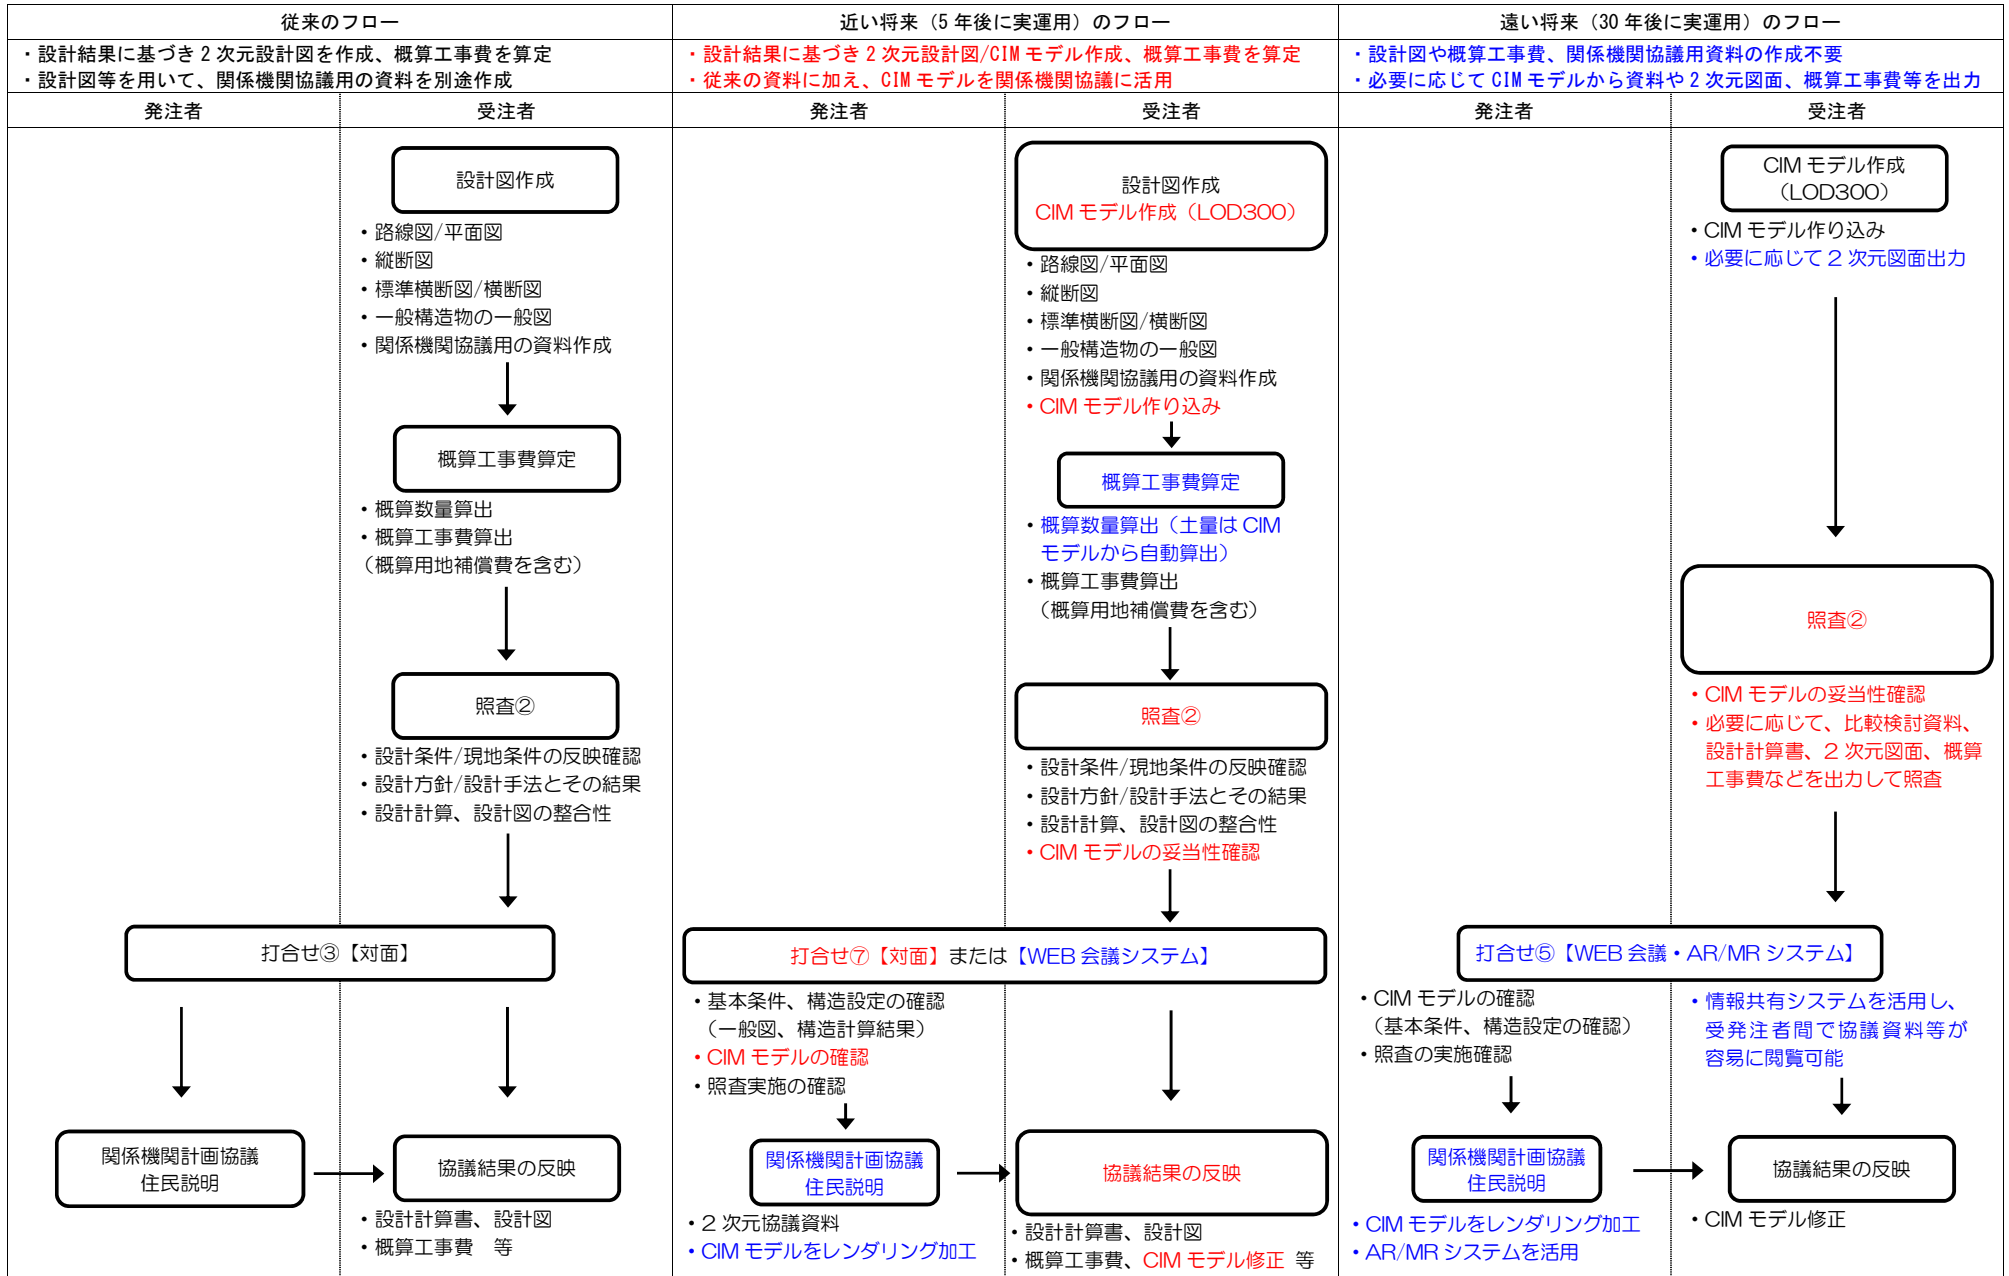 従来のフロー
・設計結果に基づき2次元設計図を作成、概算工事費を算定
・設計図等を用いて、関係機関協議用の資料を別途作成
発注者
受注者
設計図作成
・路線図/平面図
・縦断図
・標準横断図/横断図
・一般構造物の一般図
・関係機関協議用の資料作成
概算工事費算定
・概算数量算出
・概算工事費算出
（概算用地補償費を含む）
照査②
・設計条件/現地条件の反映確認
・設計方針/設計手法とその結果
・設計計算、設計図の整合性
打合せ③【対面】
関係機関計画協議
住民説明
協議結果の反映
・設計計算書、設計図
・概算工事費　等
近い将来（5年後に実運用）のフロー
・設計結果に基づき2次元設計図/CIMモデル作成、概算工事費を算定
・従来の資料に加え、CIMモデルを関係機関協議に活用
発注者
受注者
設計図作成
CIMモデル作成（LOD300）
・路線図/平面図
・縦断図
・標準横断図/横断図
・一般構造物の一般図
・関係機関協議用の資料作成
・CIMモデル作り込み
概算工事費算定
・概算数量算出（土量はCIM
モデルから自動算出）
・概算工事費算出
（概算用地補償費を含む）
照査②
・設計条件/現地条件の反映確認
・設計方針/設計手法とその結果
・設計計算、設計図の整合性
・CIMモデルの妥当性確認
打合せ⑦【対面】または【WEB会議システム】
・基本条件、構造設定の確認
（一般図、構造計算結果）
・CIMモデルの確認
・照査実施の確認
関係機関計画協議
住民説明
・2次元協議資料
・CIMモデルをレンダリング加工
協議結果の反映
・設計計算書、設計図
・概算工事費、CIMモデル修正 等
遠い将来（30年後に実運用）のフロー
・設計図や概算工事費、関係機関協議用資料の作成不要
・必要に応じてCIMモデルから資料や2次元図面、概算工事費等を出力
発注者
受注者
CIMモデル作成
（LOD300）
・CIMモデル作り込み
・必要に応じて2次元図面出力
照査②
・CIMモデルの妥当性確認
・必要に応じて、比較検討資料、
設計計算書、2次元図面、概算
工事費などを出力して照査
打合せ⑤【WEB会議・AR/MRシステム】
・CIMモデルの確認
（基本条件、構造設定の確認）
・照査の実施確認
・情報共有システムを活用し、
受発注者間で協議資料等が
容易に閲覧可能
関係機関計画協議
住民説明
・CIMモデルをレンダリング加工
・AR/MRシステムを活用
協議結果の反映
・CIMモデル修正